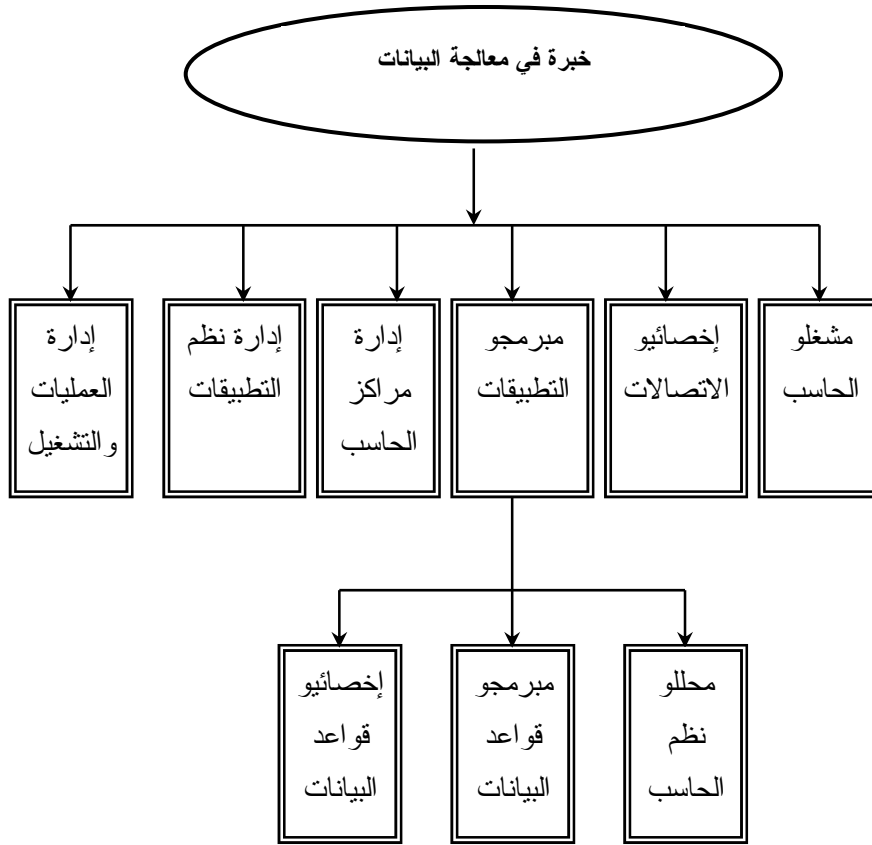 خبرة في معالجة البيانات
مشغلو
الحاسب
إخصائيو
الاتصالات
مبرمجو
التطبيقات
إدارة
مراكز
الحاسب
إدارة نظم
التطبيقات
إدارة
العمليات
والتشغيل
محللو
نظم
الحاسب
مبرمجو
قواعد
البيانات
إخصائيو
قواعد
البيانات